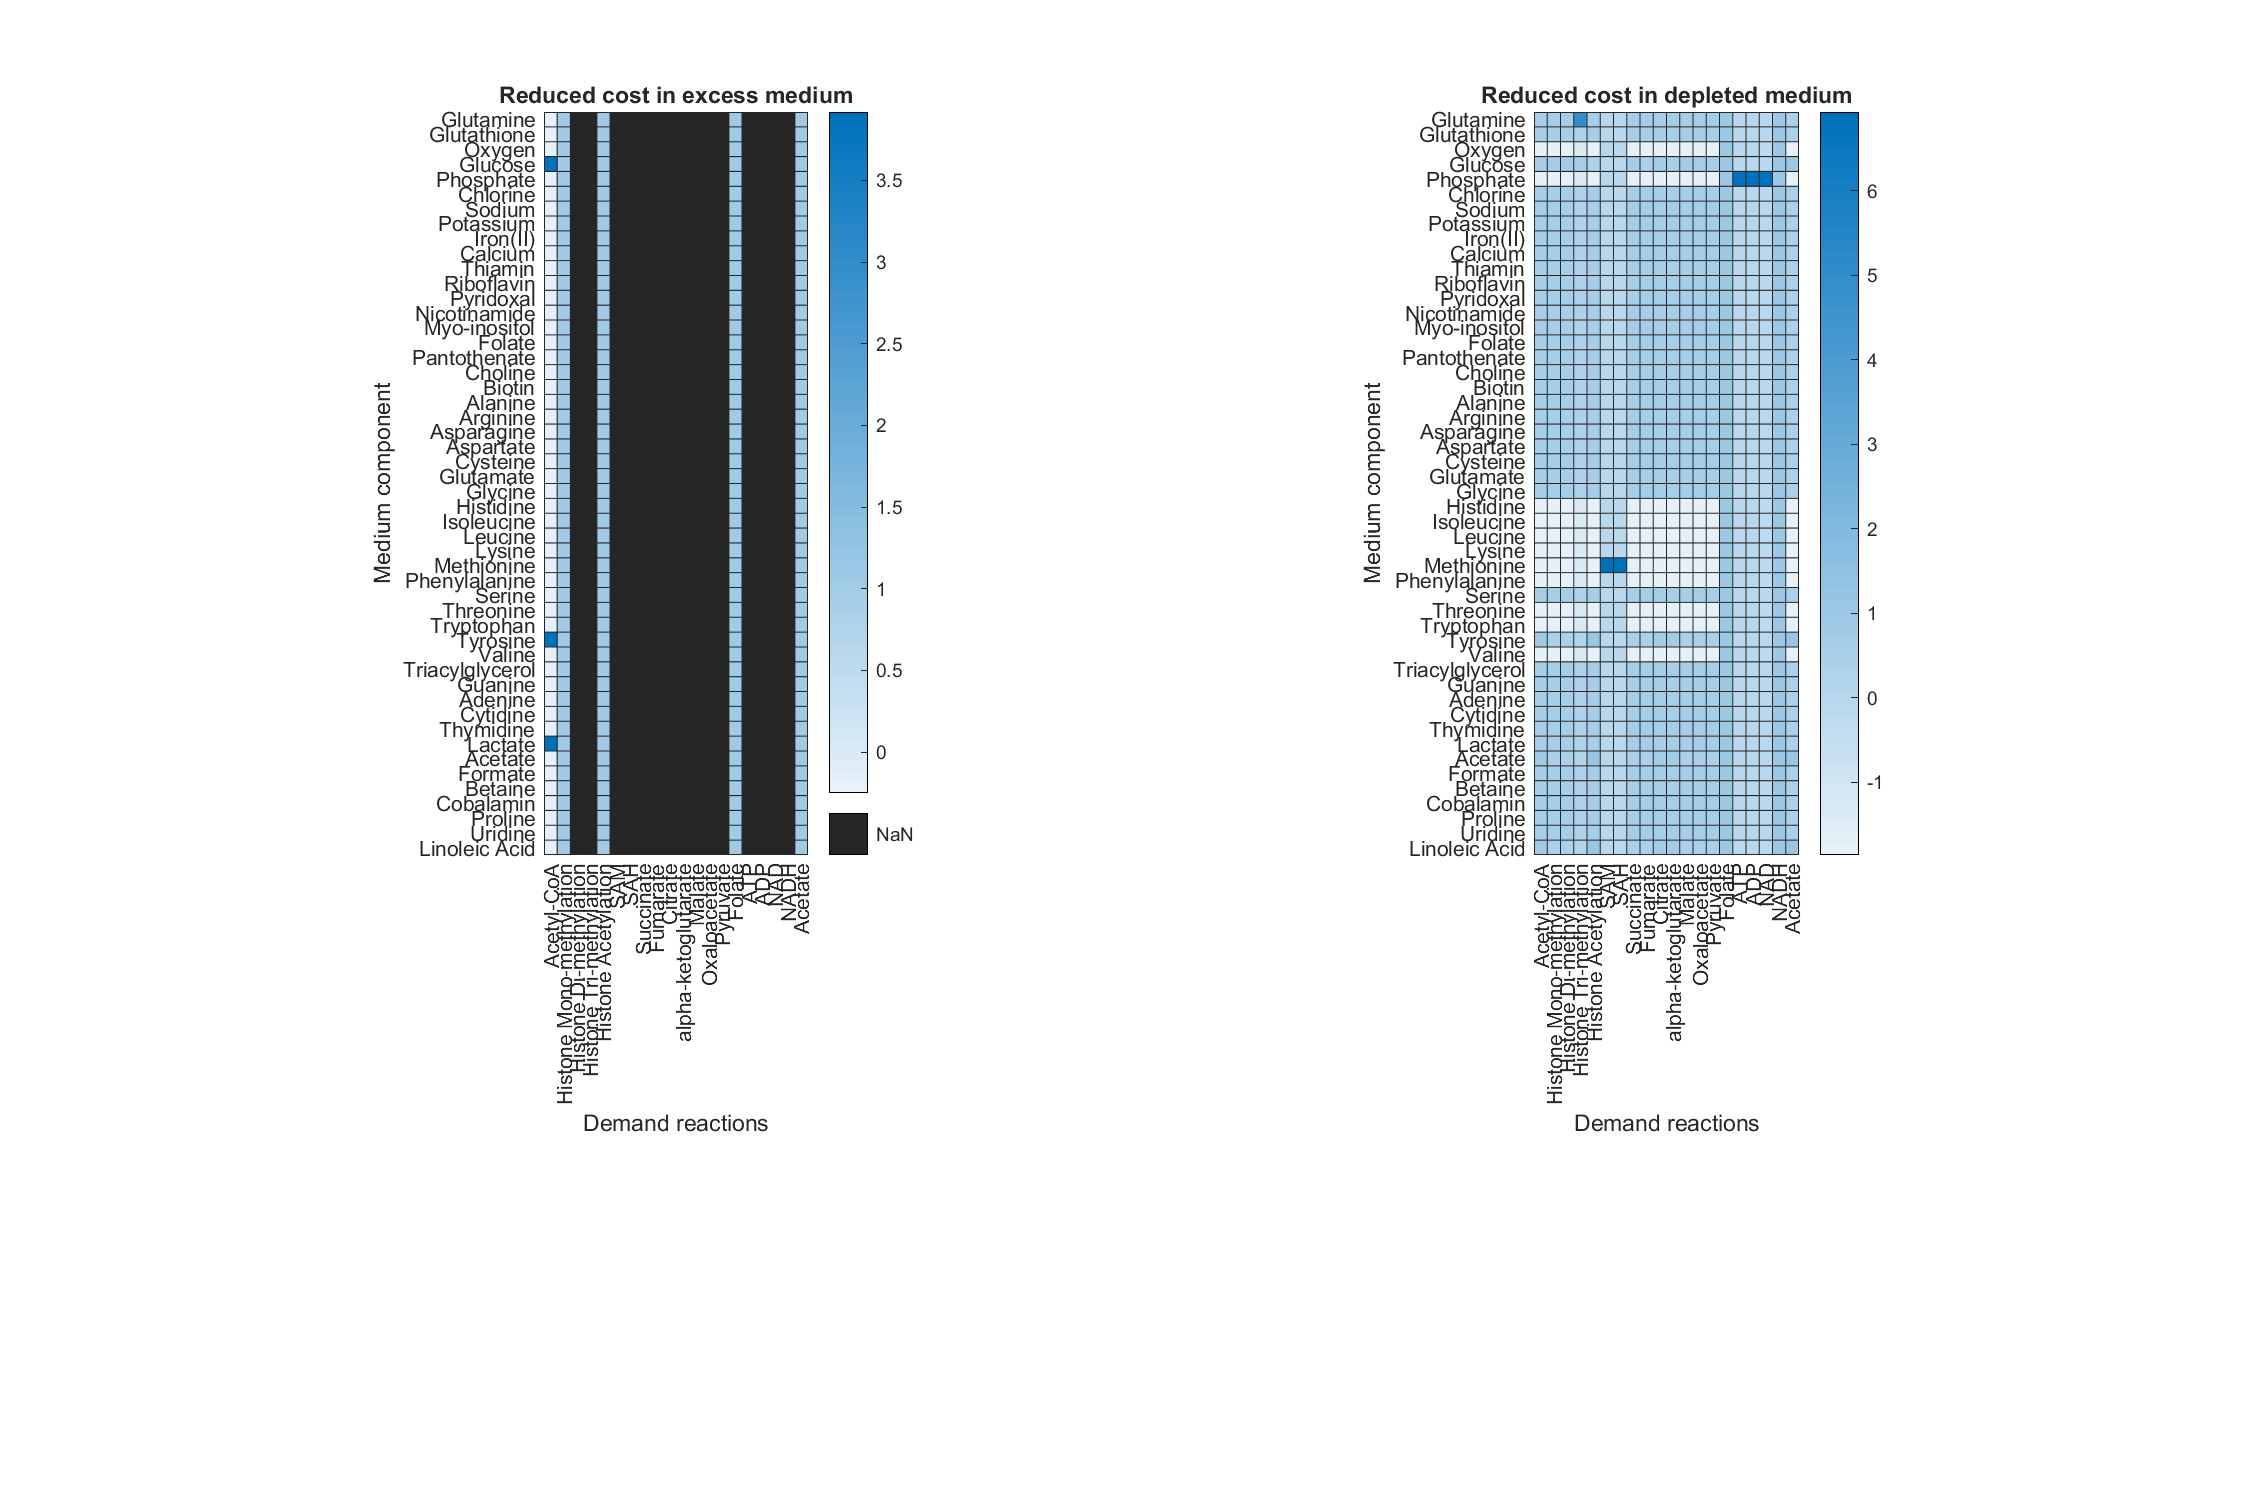 Reduced cost in excess medium
Medium component
Glutamine
Glutathione
Oxygen
Glucose
Phosphate
Chlorine
Sodium
Potassium
Iron(II)
Calcium
Thiamin
Riboflavin
Pyridoxal
Nicotinamide
Myo-inositol
Folate
Pantothenate
Choline
Biotin
Alanine
Arginine
Asparagine
Aspartate
Cysteine
Glutamate
Glycine
Histidine
Isoleucine
Leucine
Lysine
Methionine
Phenylalanine
Serine
Threonine
Tryptophan
Tyrosine
Valine
Triacylglycerol
Guanine
Adenine
Cytidine
Thymidine
Lactate
Acetate
Formate
Betaine
Cobalamin
Proline
Uridine
Linoleic Acid
3.5
3
2.5
2
1.5
1
0.5
0
NaN
Acetyl-CoA
Histone Mono-methylation
Histone Di-methylation
Histone Tri-methylation
Histone Acetylation
SAM
SAH
Succinate
Fumarate
Citrate
alpha-ketoglutarate
Malate
Oxaloacetate
Pyruvate
Folate
ATP
ADP
NAD
NADH
Acetate
Demand reactions
Reduced cost in depleted medium
Medium component
Glutamine
Glutathione
Oxygen
Glucose
Phosphate
Chlorine
Sodium
Potassium
Iron(II)
Calcium
Thiamin
Riboflavin
Pyridoxal
Nicotinamide
Myo-inositol
Folate
Pantothenate
Choline
Biotin
Alanine
Arginine
Asparagine
Aspartate
Cysteine
Glutamate
Glycine
Histidine
Isoleucine
Leucine
Lysine
Methionine
Phenylalanine
Serine
Threonine
Tryptophan
Tyrosine
Valine
Triacylglycerol
Guanine
Adenine
Cytidine
Thymidine
Lactate
Acetate
Formate
Betaine
Cobalamin
Proline
Uridine
Linoleic Acid
6
5
4
3
2
1
0
-1
Acetyl-CoA
Histone Mono-methylation
Histone Di-methylation
Histone Tri-methylation
Histone Acetylation
SAM
SAH
Succinate
Fumarate
Citrate
alpha-ketoglutarate
Malate
Oxaloacetate
Pyruvate
Folate
ATP
ADP
NAD
NADH
Acetate
Demand reactions